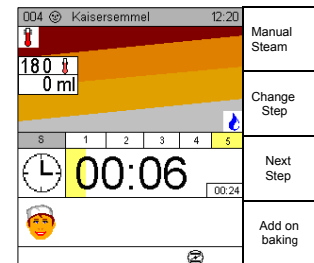 004 Kaisersemmel 12:20
180
0 ml
S 1 2 3 4 5
00:06
00:24
Manual
Steam
Change
Step
Next
Step
Add on
baking